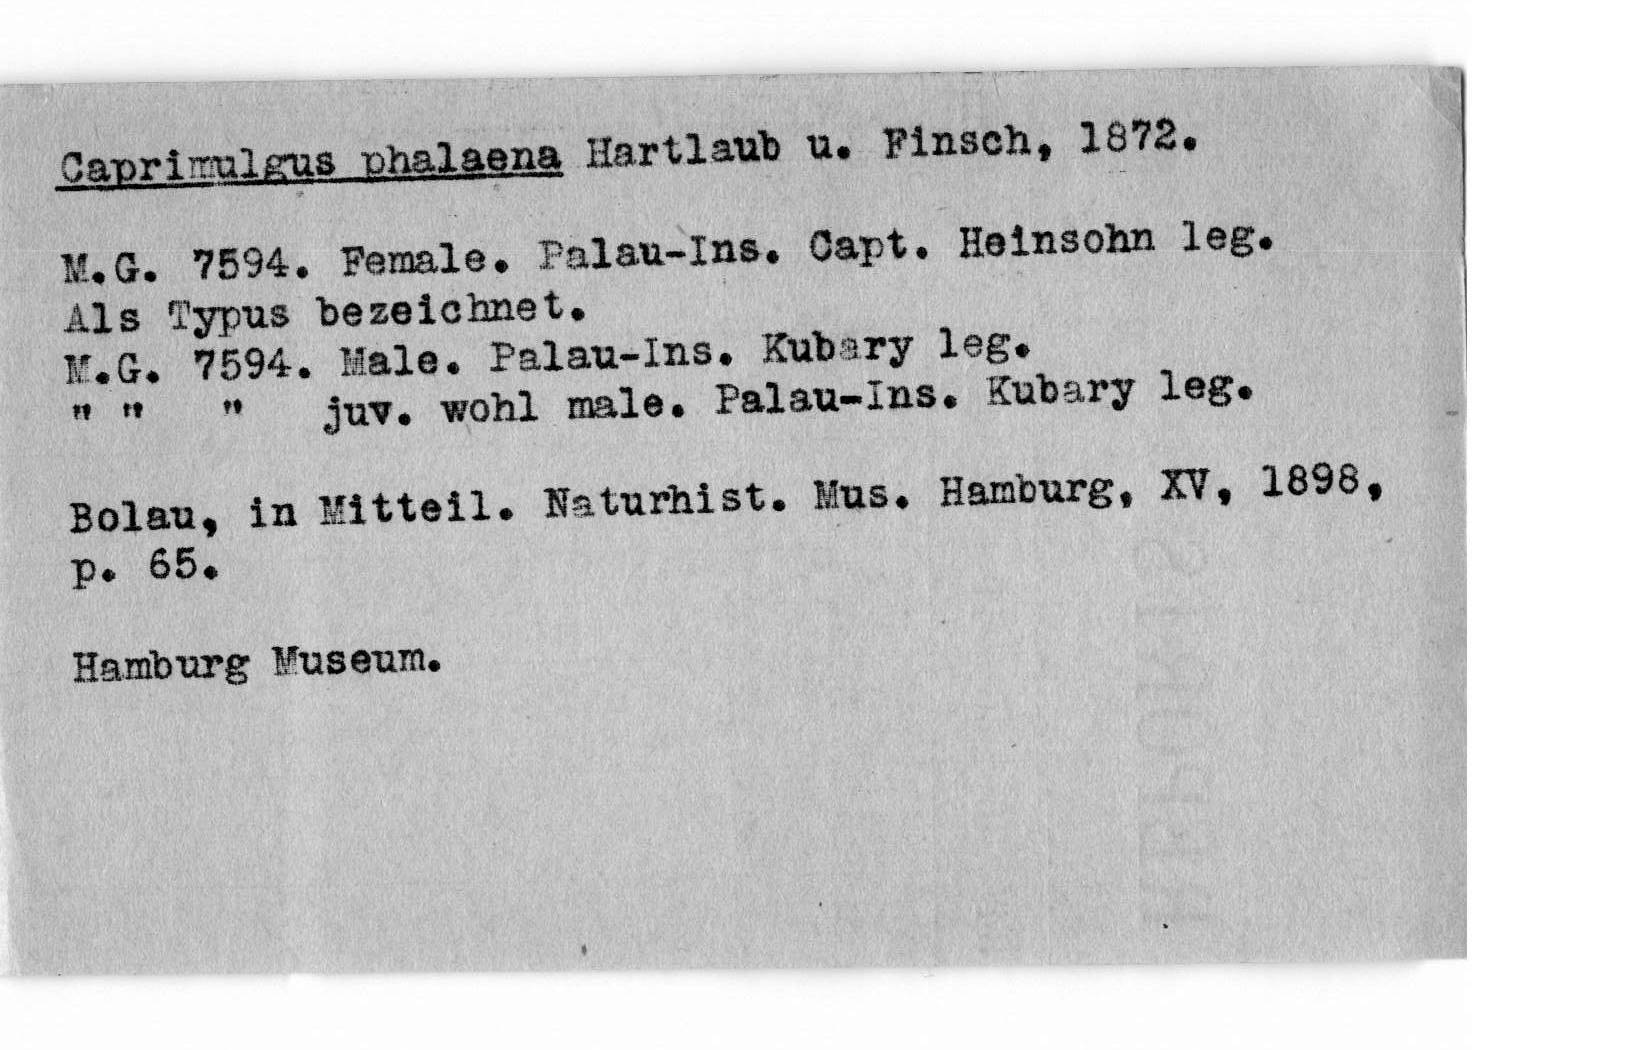 Caprimulgus phalaena Hartlaub u. Finsch, 1872.
M.G. 7594. Female. Palau-Ins. Capt. Heinsohn leg.
Als Typus bezeichnet.
M.G. 7594. Male. Palau-Ins. Kubary leg.
" " " juv. wohl male. Palau-Ins. Kubary leg.
Bolau, in Mitteil. Naturhist. Mus. Hamburg, XV, 1898,
p. 65.
Hamburg Museum.